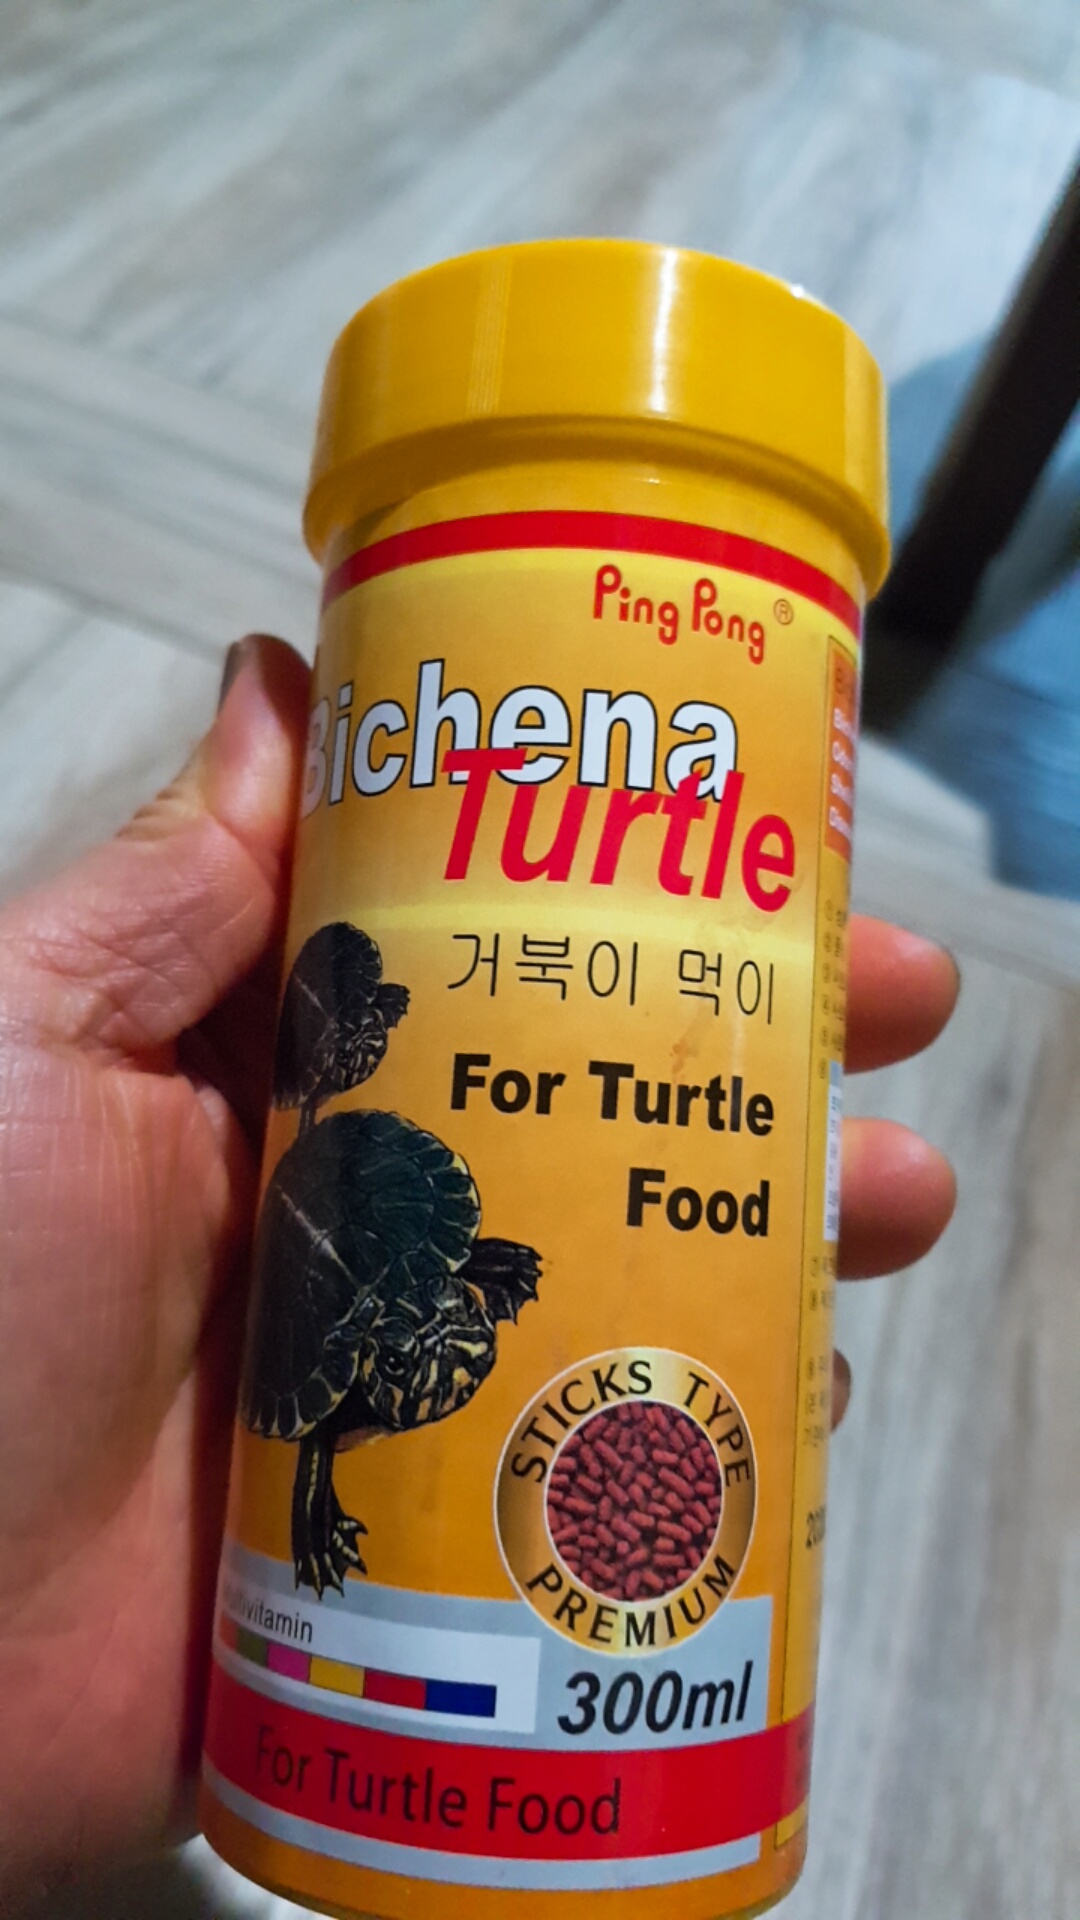 Ping Pong ®
Bichena
Turtle
거북이 먹이
For Turtle
Food
STICKS TYPE
PREMIUM
300ml
For Turtle Food